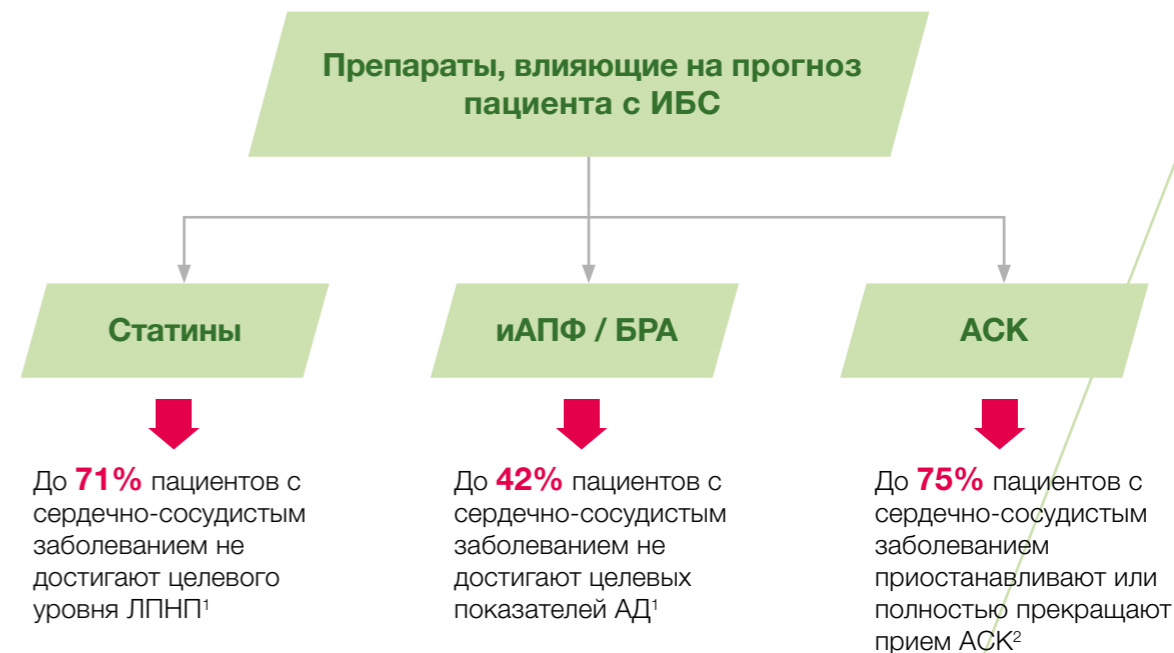 Препараты, влияющие на прогноз
пациента с ИБС
Статины
иАПФ / БРА
АСК
До 71% пациентов с
сердечно-сосудистым
заболеванием не
достигают целевого
уровня ЛПНП¹
До 42% пациентов с
сердечно-сосудистым
заболеванием не
достигают целевых
показателей АД¹
До 75% пациентов с
сердечно-сосудистым
заболеванием
приостанавливают или
полностью прекращают
прием АСК²